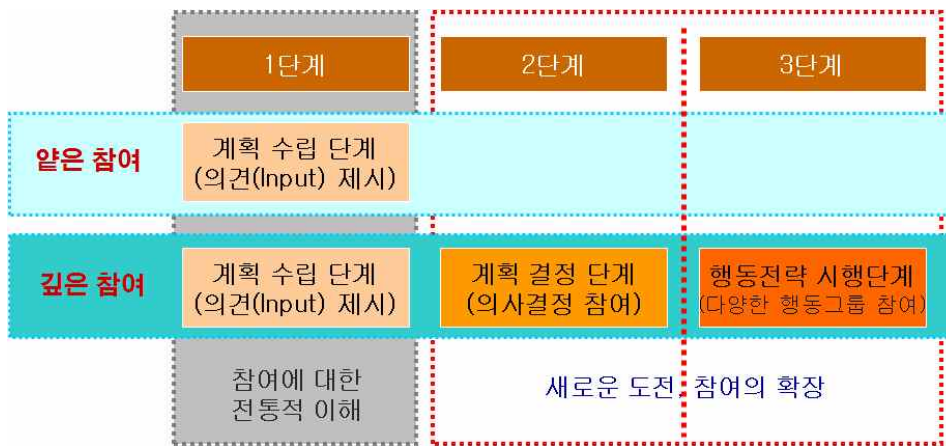 1단계
2단계
3단계
얕은 참여
계획 수립 단계
(의견(Input) 제시)
깊은 참여
계획 수립 단계
(의견(Input) 제시)
계획 결정 단계
(의사결정 참여)
행동전략 시행단계
(다양한 행동그룹 참여)
참여에 대한
전통적 이해
새로운 도전, 참여의 확장